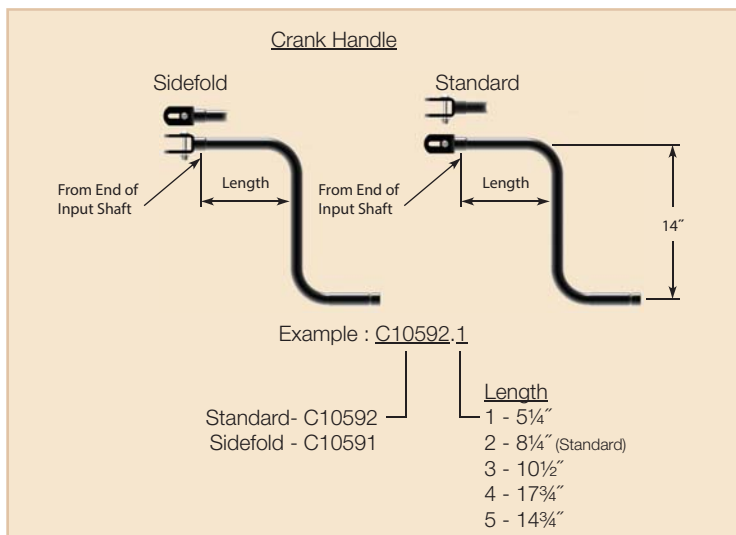 Crank Handle
Sidefold
Standard
From End of
Input Shaft
Length
From End of
Input Shaft
Length
14˝
Example : C10592.1
Standard- C10592
Sidefold - C10591
Length
1 - 5¼˝
2 - 8¼˝ (Standard)
3 - 10½˝
4 - 17¾˝
5 - 14¾˝